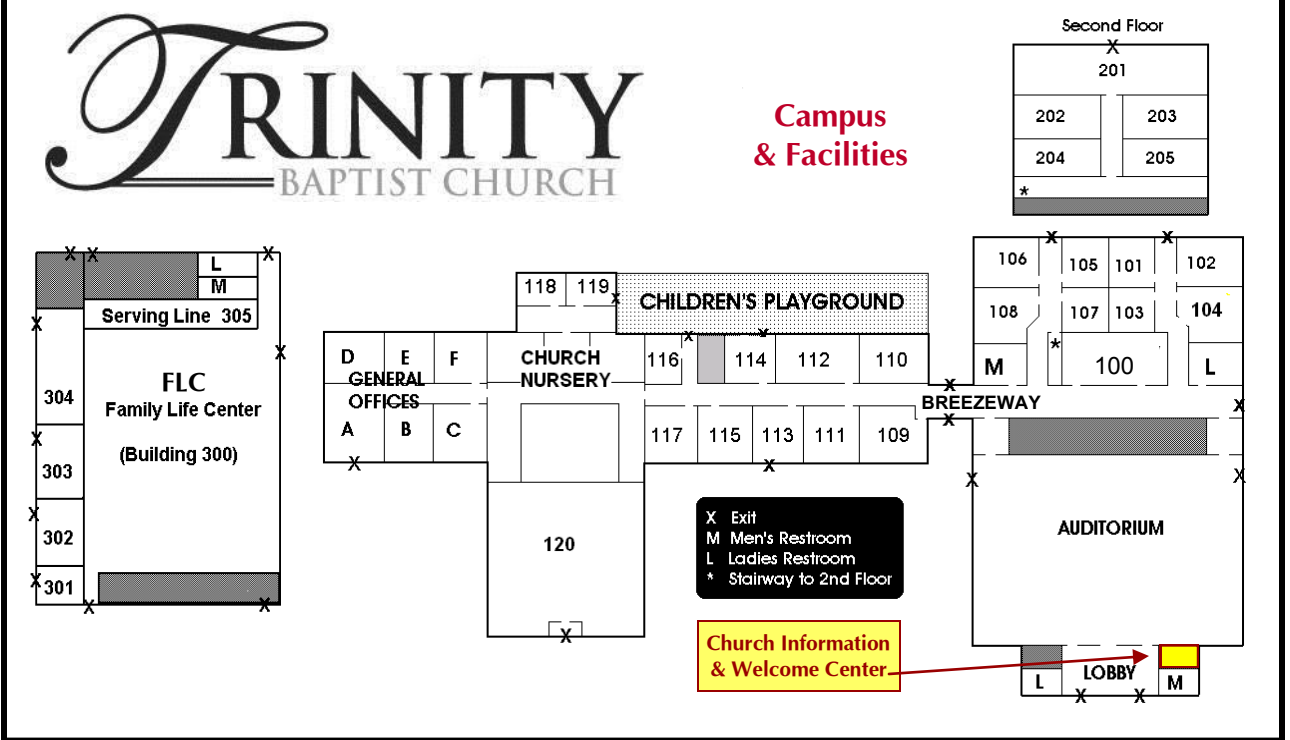 TRINITY
BAPTIST CHURCH
Campus
& Facilities
Second Floor
X
201
202
203
204
205
*
X X X
L
M
Serving Line 305
X
X
FLC
Family Life Center
(Building 300)
304
X
303
X
302
X
301
X X
118 119
X
CHILDREN'S PLAYGROUND
X X
D E F
GENERAL
OFFICES
A B C
X
CHURCH
NURSERY
116 114 112 110
117 115 113 111 109
X
120
X
X
BREEZEWAY
X
X X
106 105 101 102
108 107 103 104
*
M 100 L
X
X X
AUDITORIUM
X Exit
M Men's Restroom
L Ladies Restroom
* Stairway to 2nd Floor
Church Information
& Welcome Center
L LOBBY M
X X